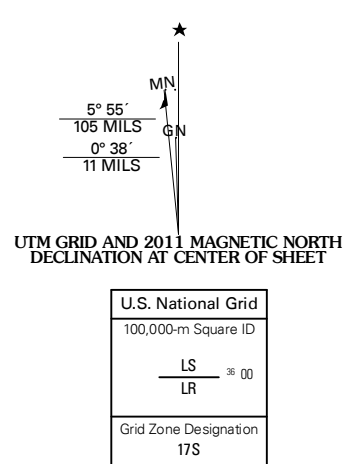 ★
MN
5° 55´
105 MILS
GN
0° 38´
11 MILS
UTM GRID AND 2011 MAGNETIC NORTH
DECLINATION AT CENTER OF SHEET
U.S. National Grid
100,000-m Square ID
LS
36 00
LR
Grid Zone Designation
17S